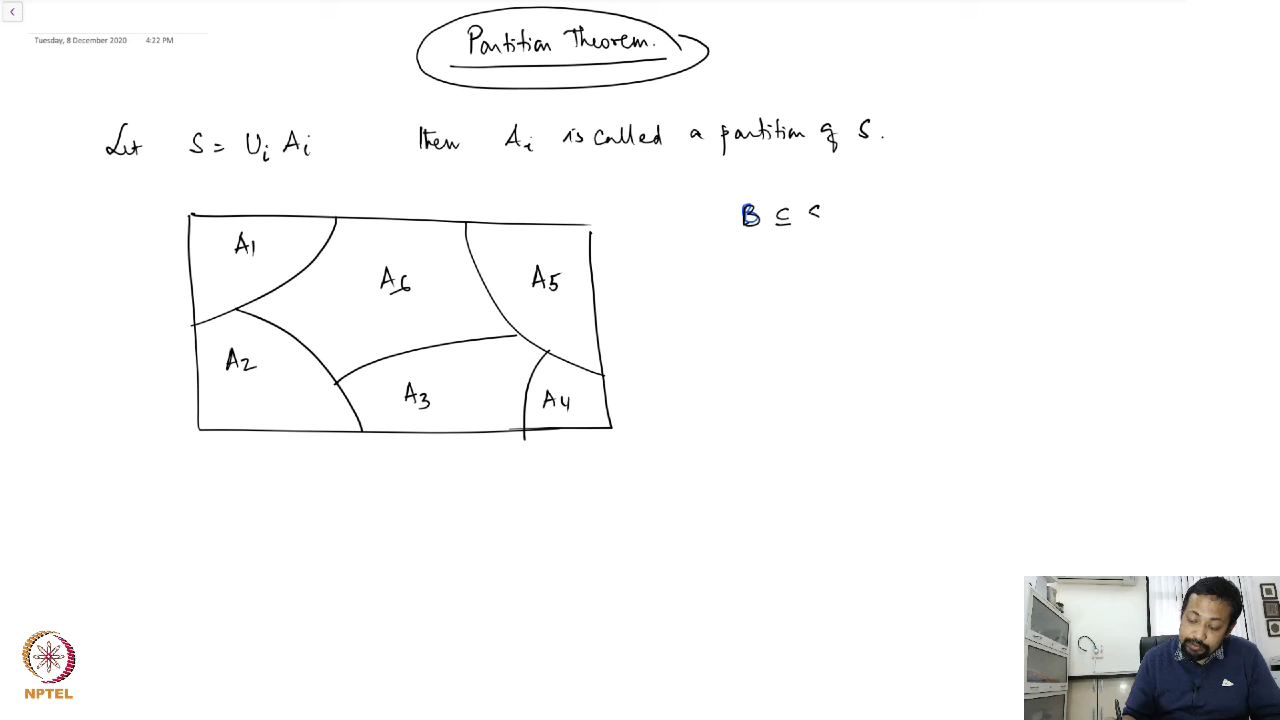 Tuesday, 8 December 2020 4:22 PM
Partition Theorem.
Let S = ∪i Ai then Ai is called a partition of S.
B ⊆ S
A1
A6
A5
A2
A3
A4
NPTEL